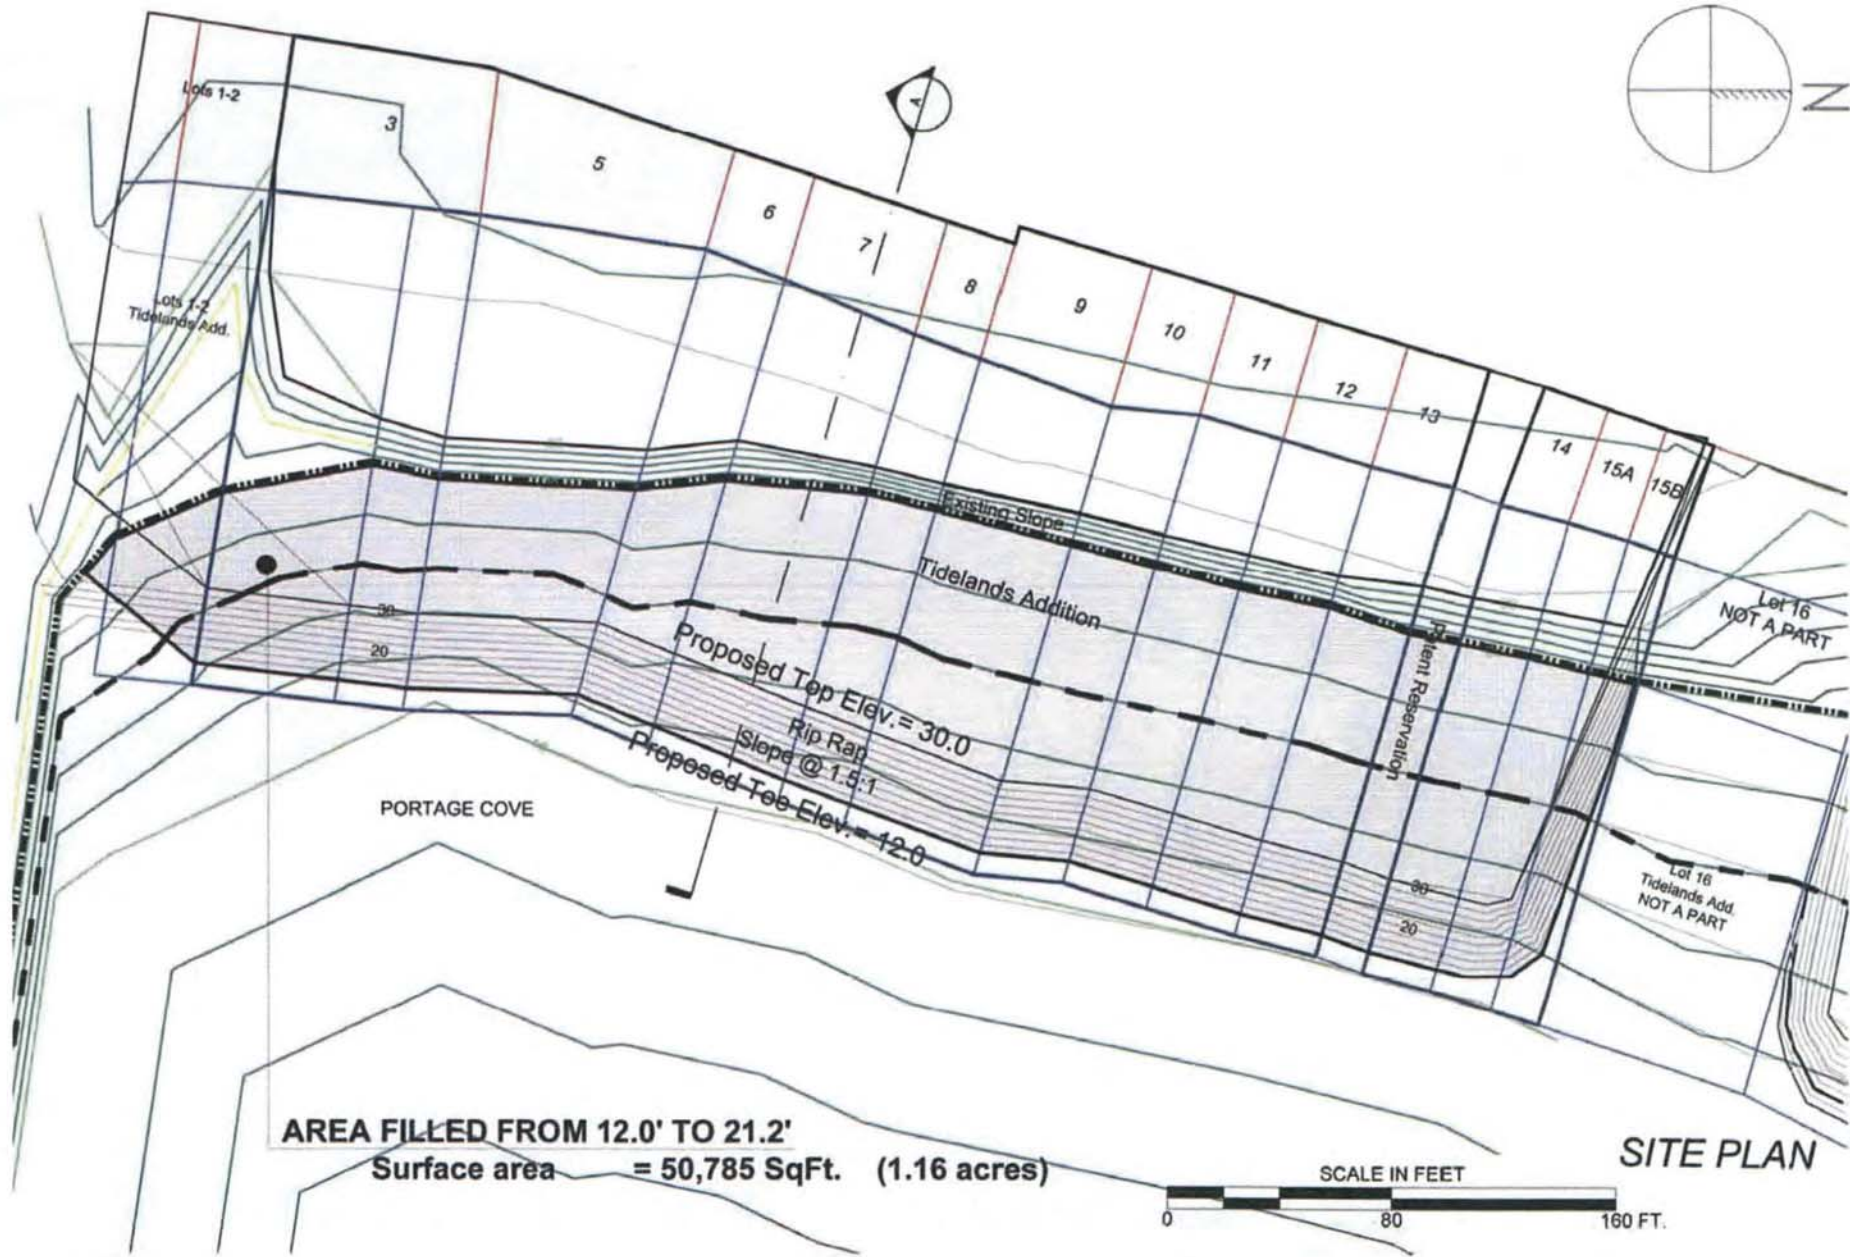 Lots 1-2
3
5
6
7
8
9
10
11
12
13
14
15A
15B
A
N
Lots 1-2
Tidelands Add.
Existing Slope
Tidelands Addition
Patent Reservation
Lot 16
NOT A PART
30
20
Proposed Top Elev.= 30.0
Rip Rap
Slope @ 1.5:1
Proposed Toe Elev.= 12.0
PORTAGE COVE
30
20
Lot 16
Tidelands Add.
NOT A PART
AREA FILLED FROM 12.0' TO 21.2'
Surface area = 50,785 SqFt. (1.16 acres)
SITE PLAN
SCALE IN FEET
0 80 160 FT.